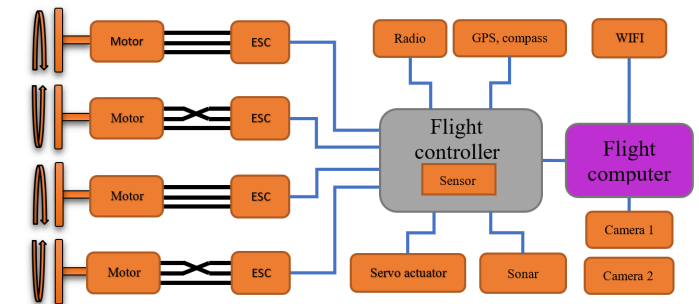 Motor
ESC
Radio
GPS, compass
WIFI
Motor
ESC
Flight
controller
Sensor
Flight
computer
Motor
ESC
Camera 1
Motor
ESC
Servo actuator
Sonar
Camera 2